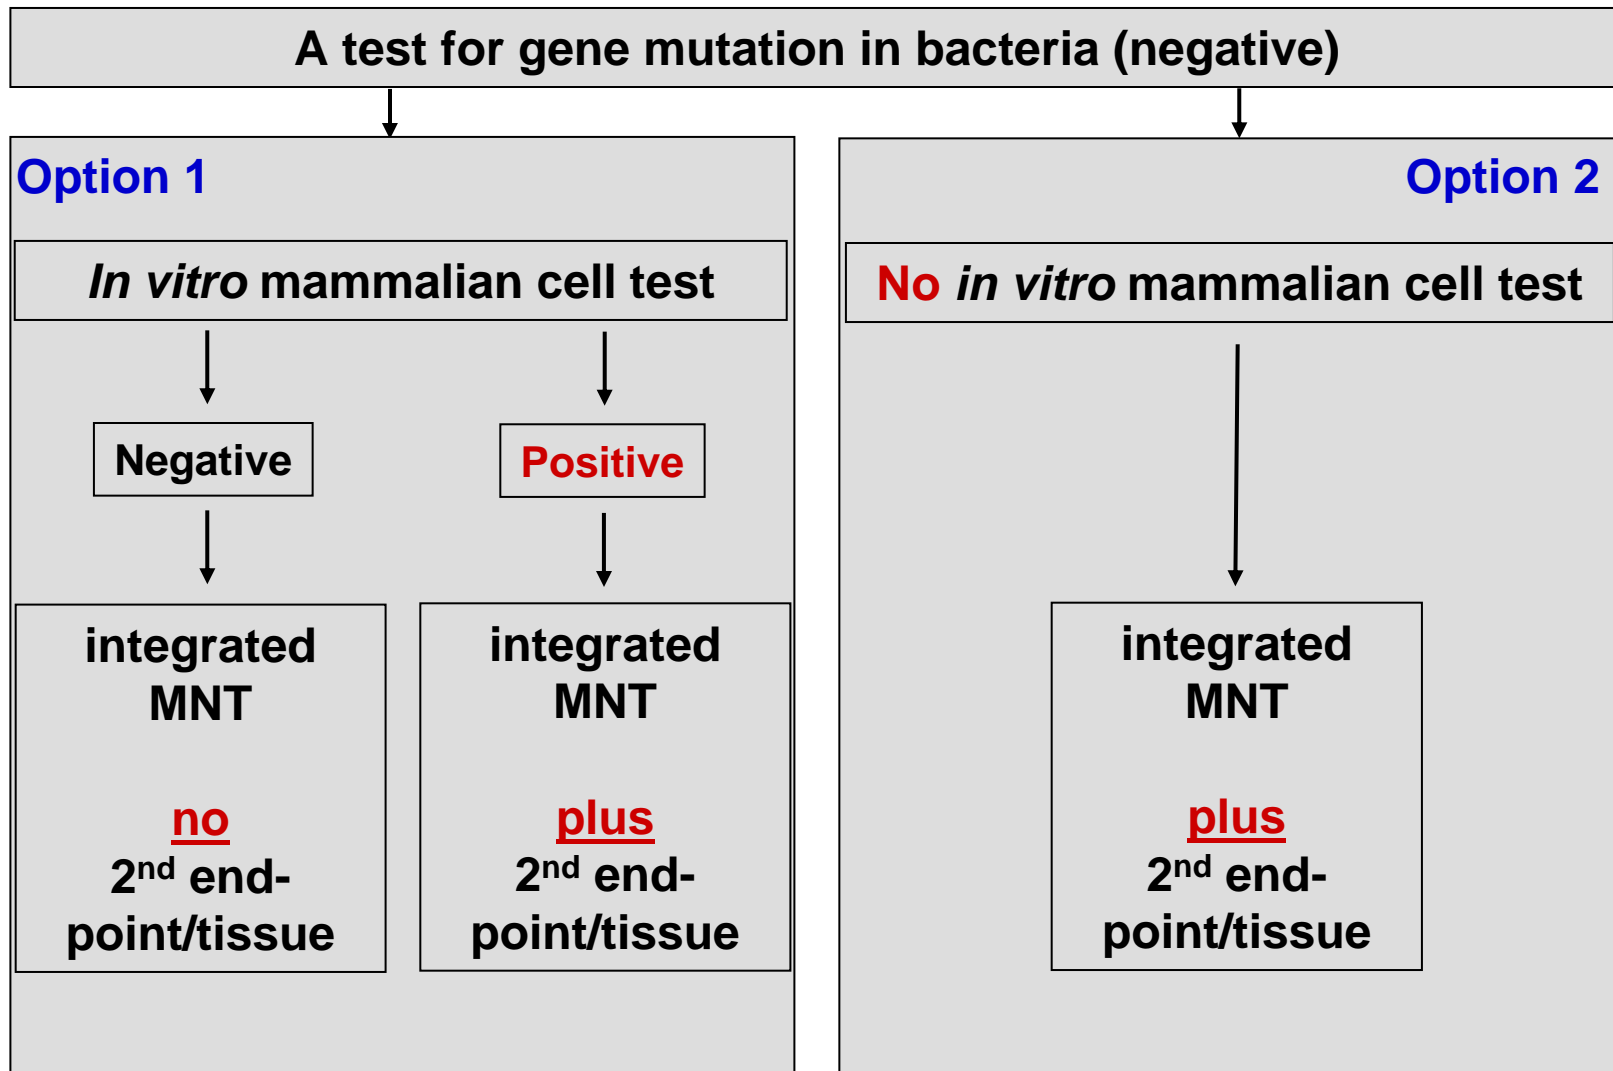 A test for gene mutation in bacteria (negative)
Option 1
In vitro mammalian cell test
Negative
Positive
integrated
MNT
no
2nd end-
point/tissue
integrated
MNT
plus
2nd end-
point/tissue
Option 2
No in vitro mammalian cell test
integrated
MNT
plus
2nd end-
point/tissue